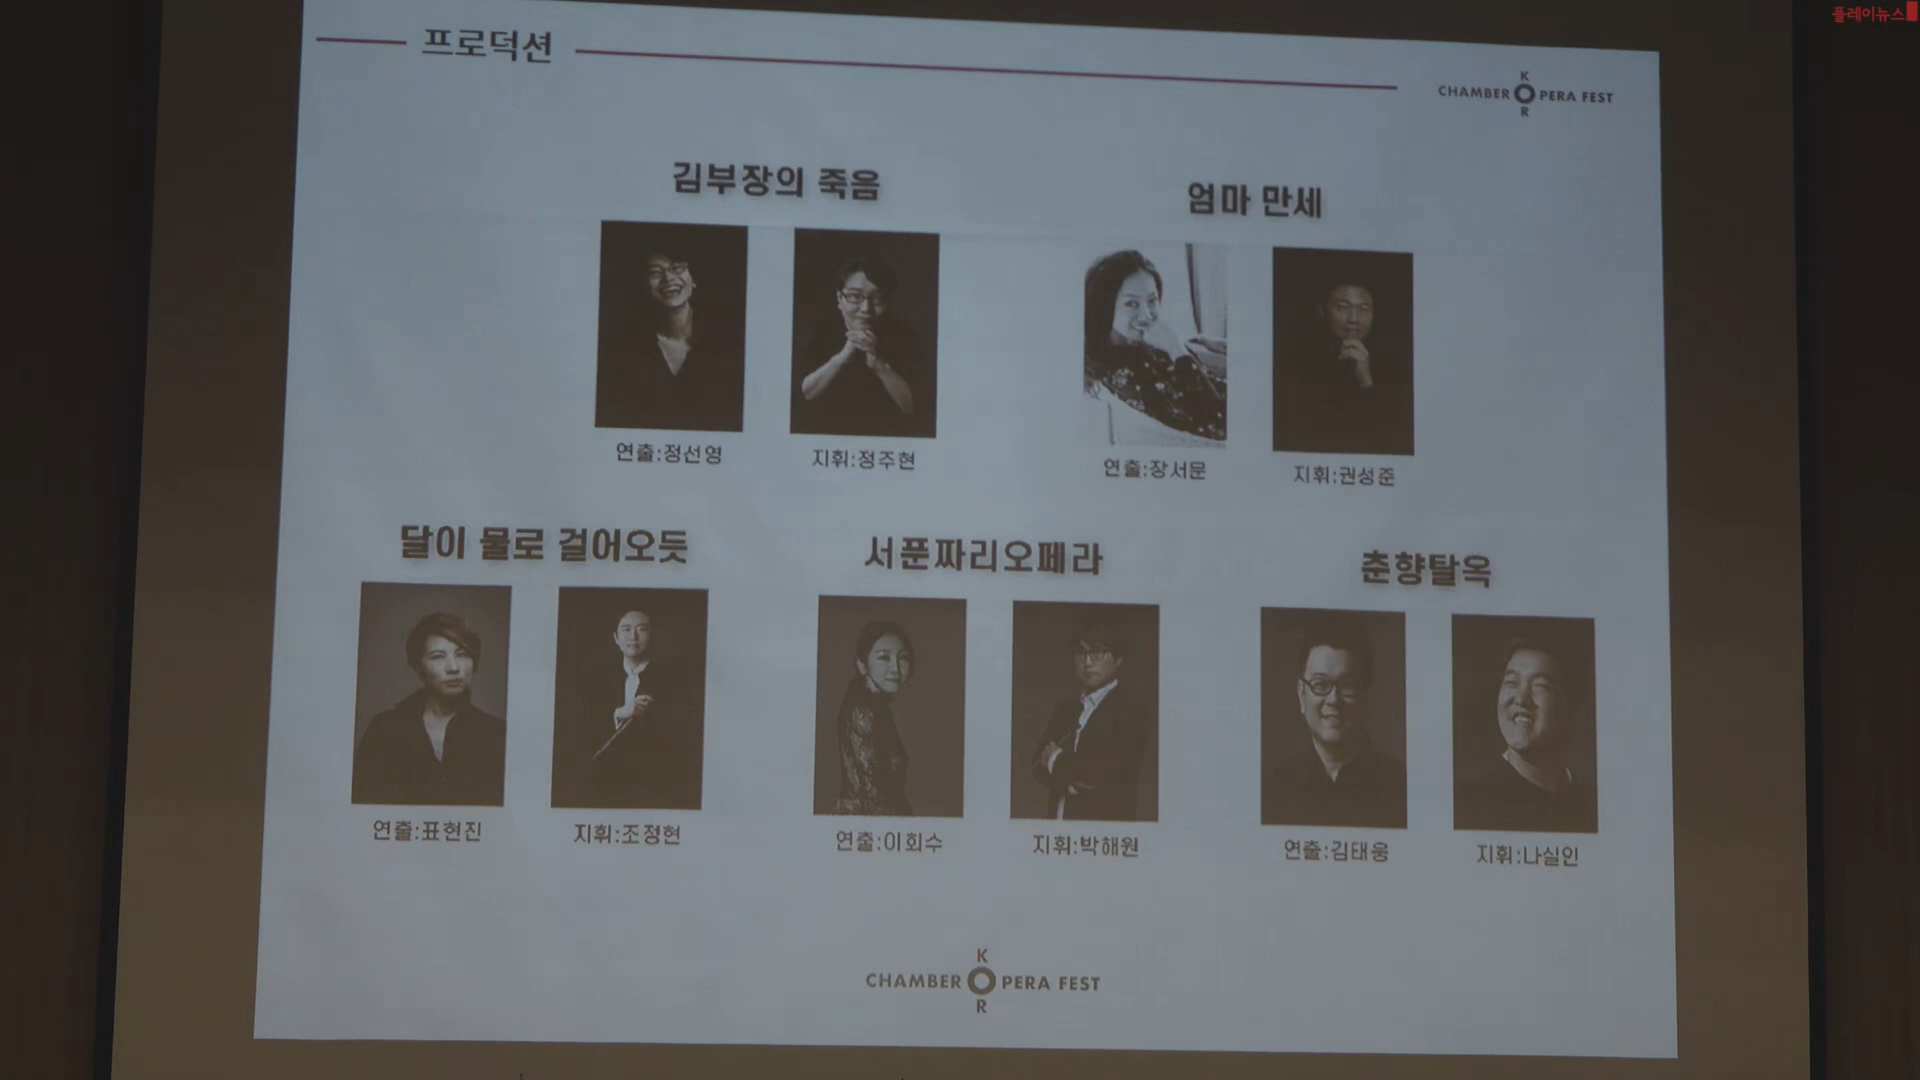 플레이뉴스
프로덕션
K
CHAMBER OPERA FEST
R
김부장의 죽음
엄마 만세
연출:정선영
지휘:정주현
연출:장서문
지휘:권성준
달이 물로 걸어오듯
서푼짜리오페라
춘향탈옥
연출:표현진
지휘:조정현
연출:이회수
지휘:박해원
연출:김태웅
지휘:나실인
K
CHAMBER OPERA FEST
R